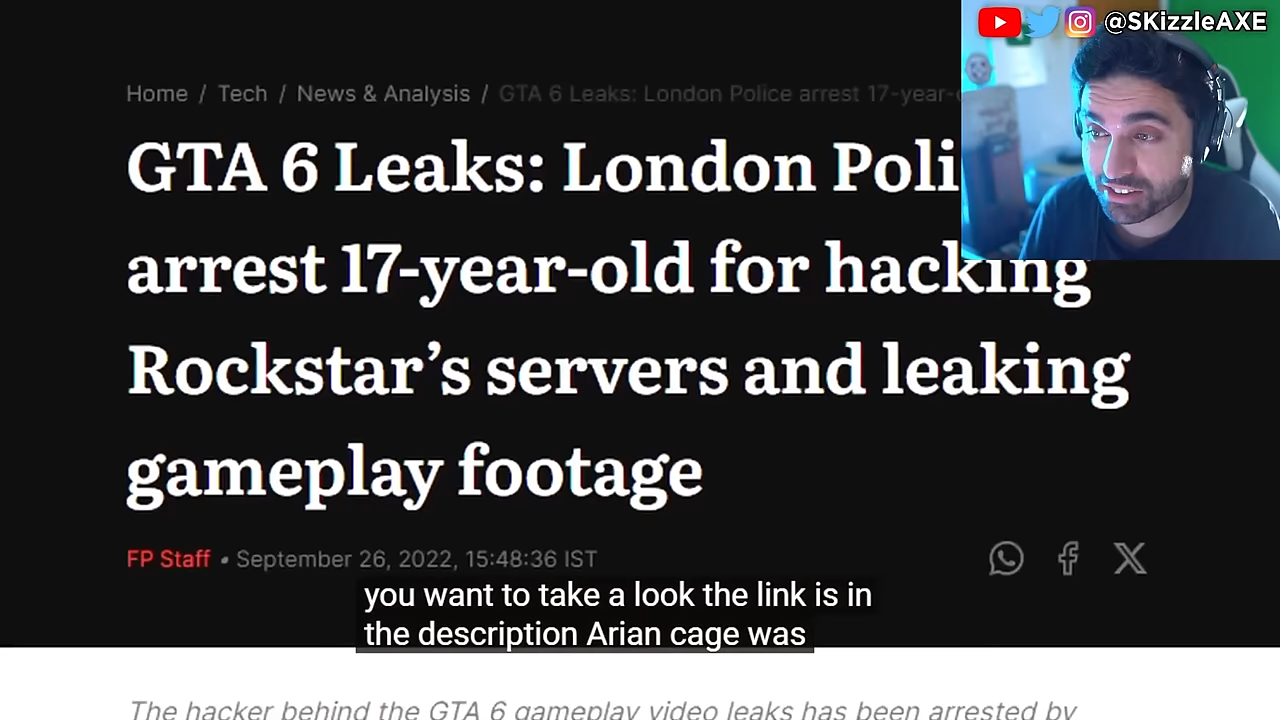 @SKizzleAXE
Home / Tech / News & Analysis / GTA 6 Leaks: London Police arrest 17-year-
GTA 6 Leaks: London Poli
arrest 17-year-old for hacking
Rockstar’s servers and leaking
gameplay footage
FP Staff • September 26, 2022, 15:48:36 IST
you want to take a look the link is in
the description Arian cage was
The hacker behind the GTA 6 gameplay video leaks has been arrested by